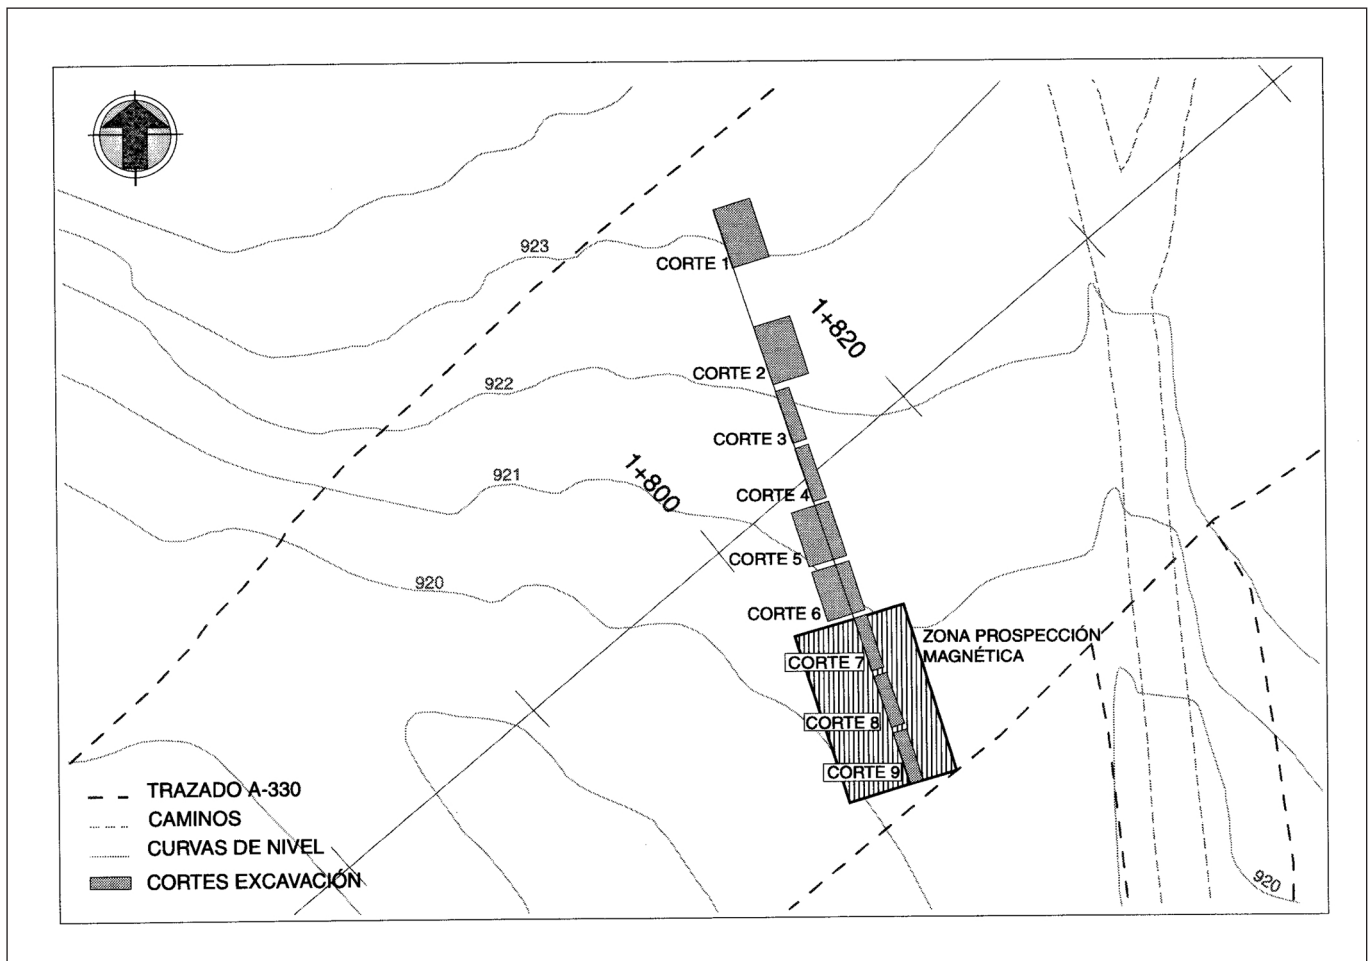 923
CORTE 1
1+820
CORTE 2
922
CORTE 3
921
1+800
CORTE 4
CORTE 5
920
CORTE 6
ZONA PROSPECCIÓN
MAGNÉTICA
CORTE 7
CORTE 8
CORTE 9
TRAZADO A-330
CAMINOS
CURVAS DE NIVEL
CORTES EXCAVACIÓN
920